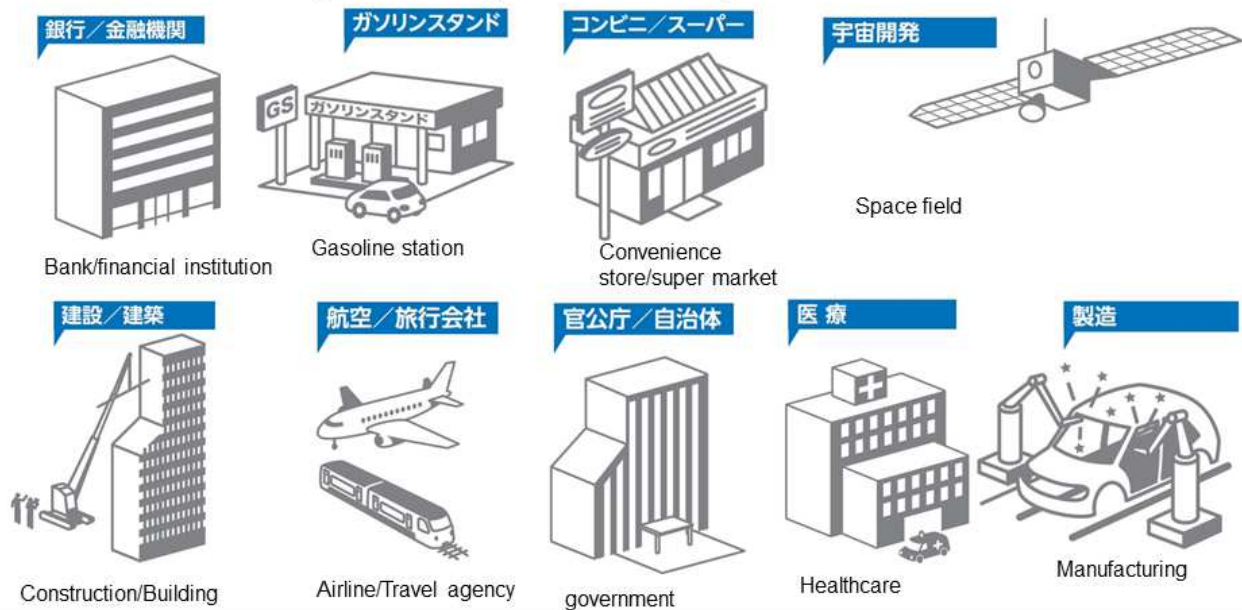 銀行／金融機関
ガソリンスタンド
コンビニ／スーパー
宇宙開発
GS
ガソリンスタンド
Bank/financial institution
Gasoline station
Convenience
store/super market
Space field
建設／建築
航空／旅行会社
官公庁／自治体
医 療
製造
Construction/Building
Airline/Travel agency
government
Healthcare
Manufacturing